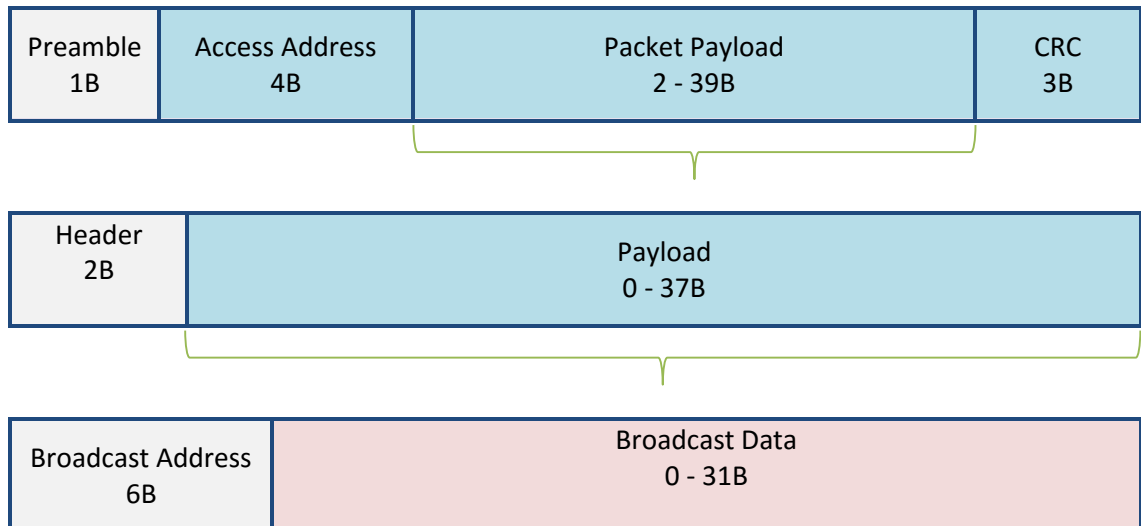 Preamble
1B
Access Address
4B
Packet Payload
2 - 39B
CRC
3B
Header
2B
Payload
0 - 37B
Broadcast Address
6B
Broadcast Data
0 - 31B